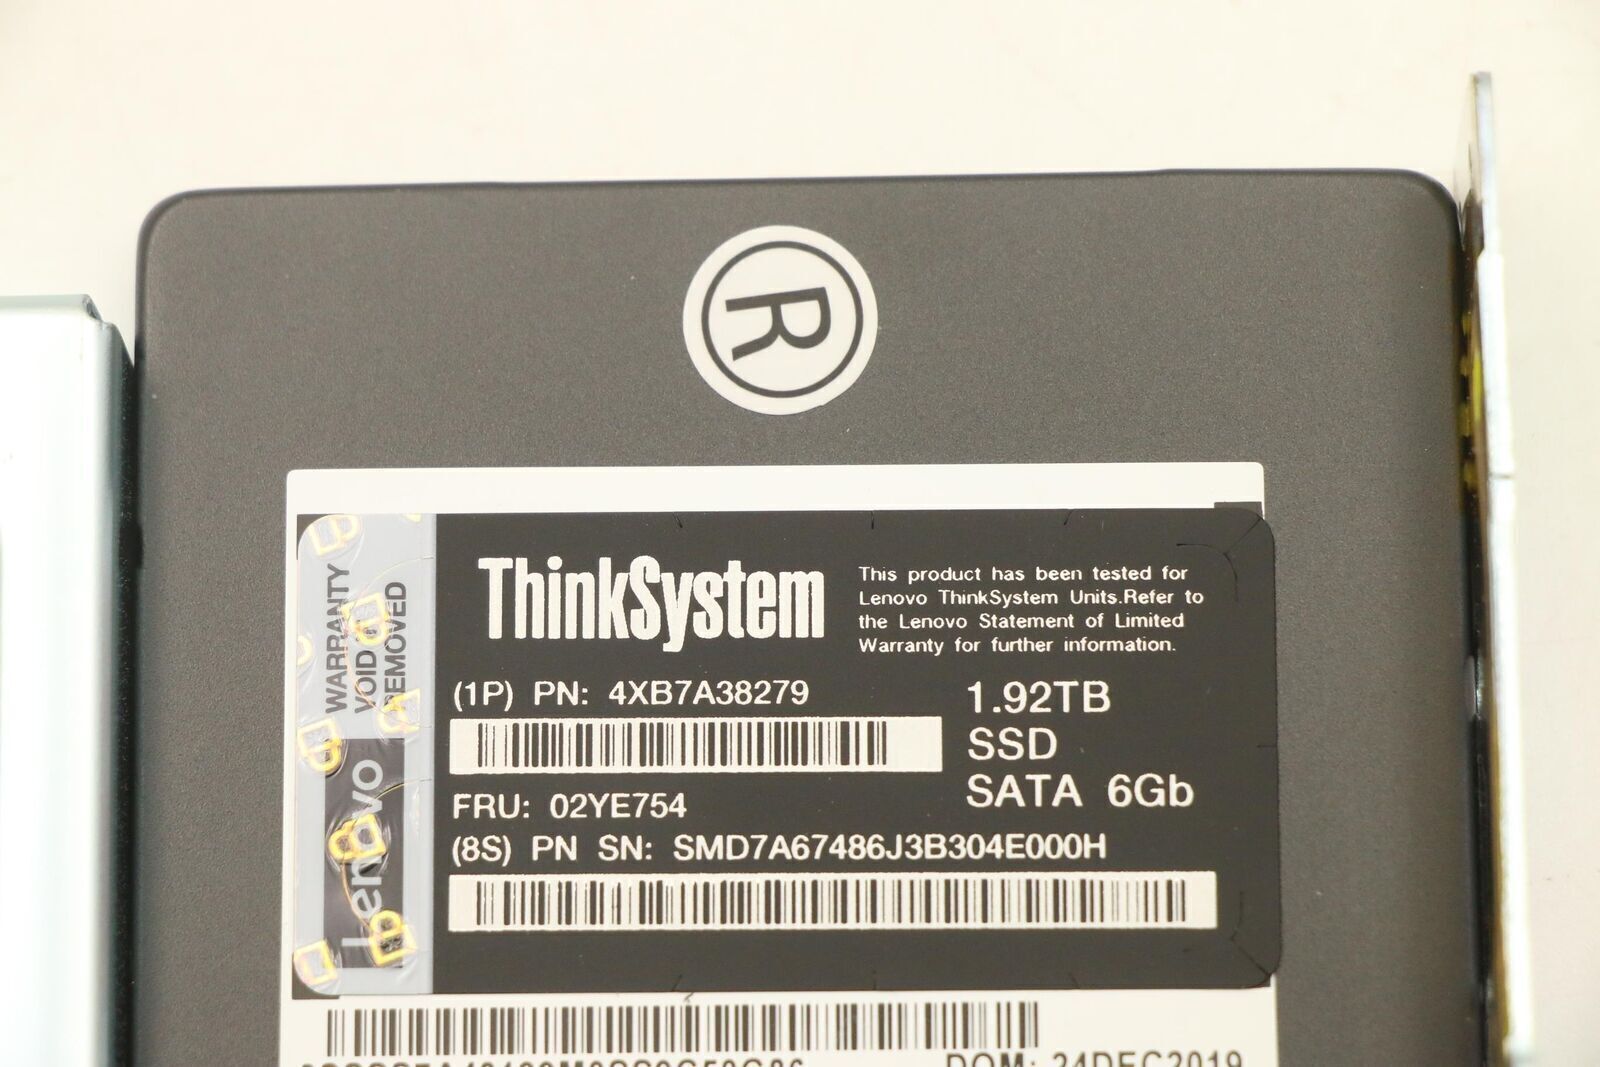 R
ThinkSystem
This product has been tested for
Lenovo ThinkSystem Units.Refer to
the Lenovo Statement of Limited
Warranty for further information.
WARRANTY
VOID IF
REMOVED
Lenovo
(1P) PN: 4XB7A38279
1.92TB
SSD
SATA 6Gb
FRU: 02YE754
(8S) PN SN: SMD7A67486J3B304E000H
DOM: 24DEC2019